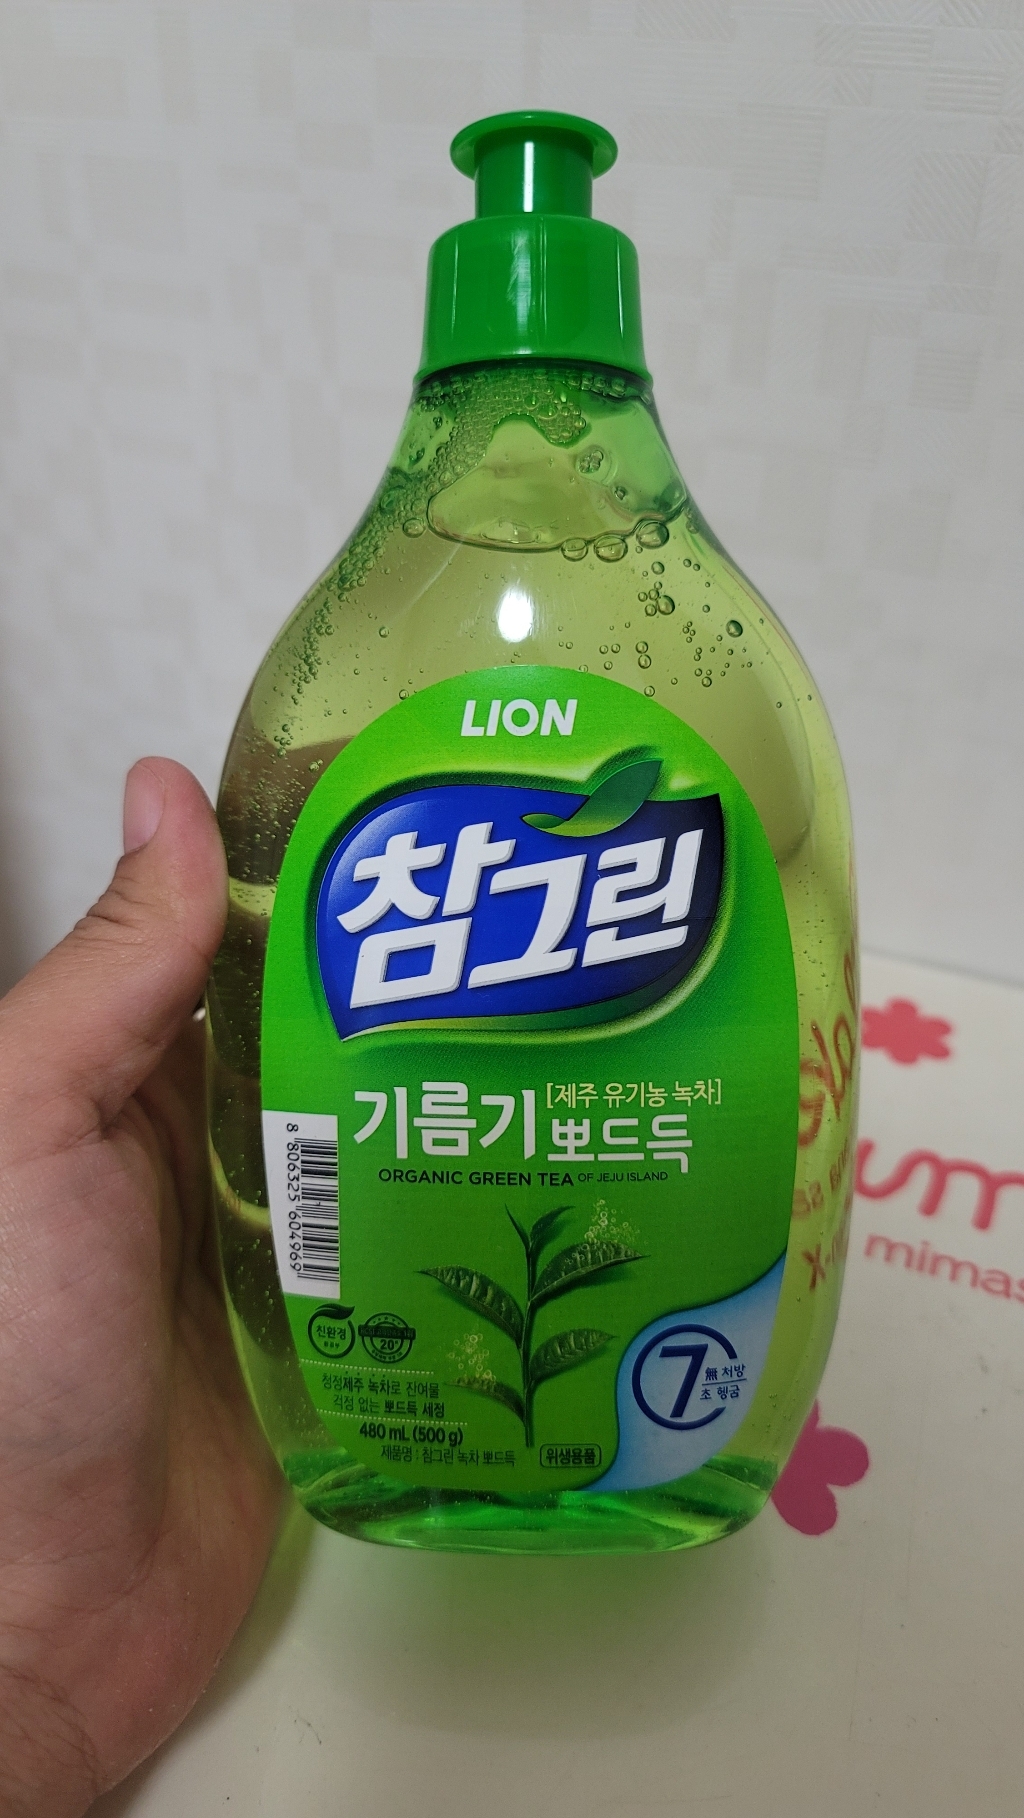 LION
참그린
기름기 [제주 유기농 녹차] 뽀드득
ORGANIC GREEN TEA OF JEJU ISLAND
8 806325 604969
친환경
20
7 無 처방
초 헹굼
청정제주 녹차로 잔여물
걱정 없는 뽀드득 세정
480 mL (500 g)
제품명 : 참그린 녹차 뽀드득
위생용품
um
mimas